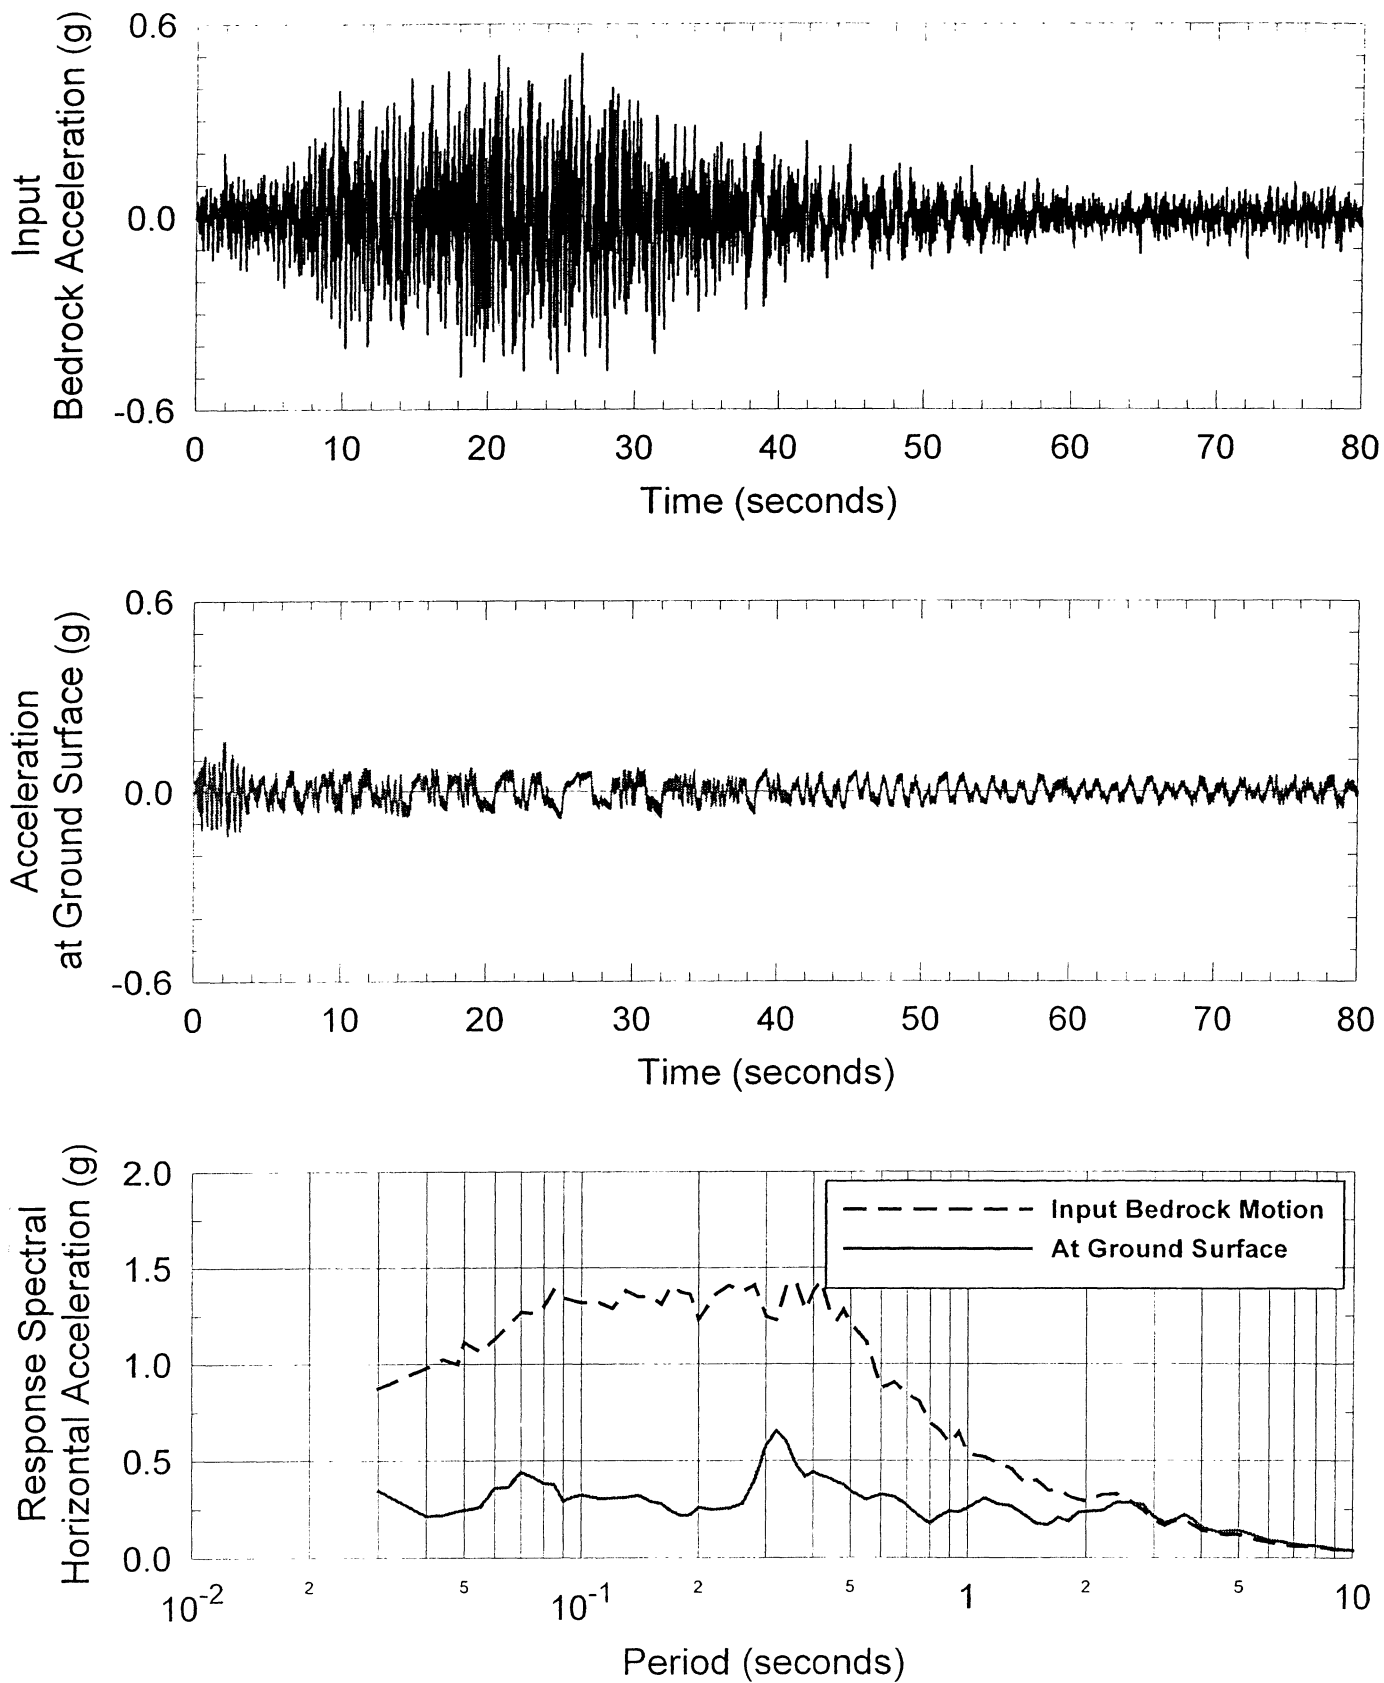 Input
Bedrock Acceleration (g)
0.6
0.0
-0.6
0 10 20 30 40 50 60 70 80
Time (seconds)
Acceleration
at Ground Surface (g)
0.6
0.0
-0.6
0 10 20 30 40 50 60 70 80
Time (seconds)
Response Spectral
Horizontal Acceleration (g)
2.0
1.5
1.0
0.5
0.0
Input Bedrock Motion
At Ground Surface
10-2 2 5 10-1 2 5 1 2 5 10
Period (seconds)